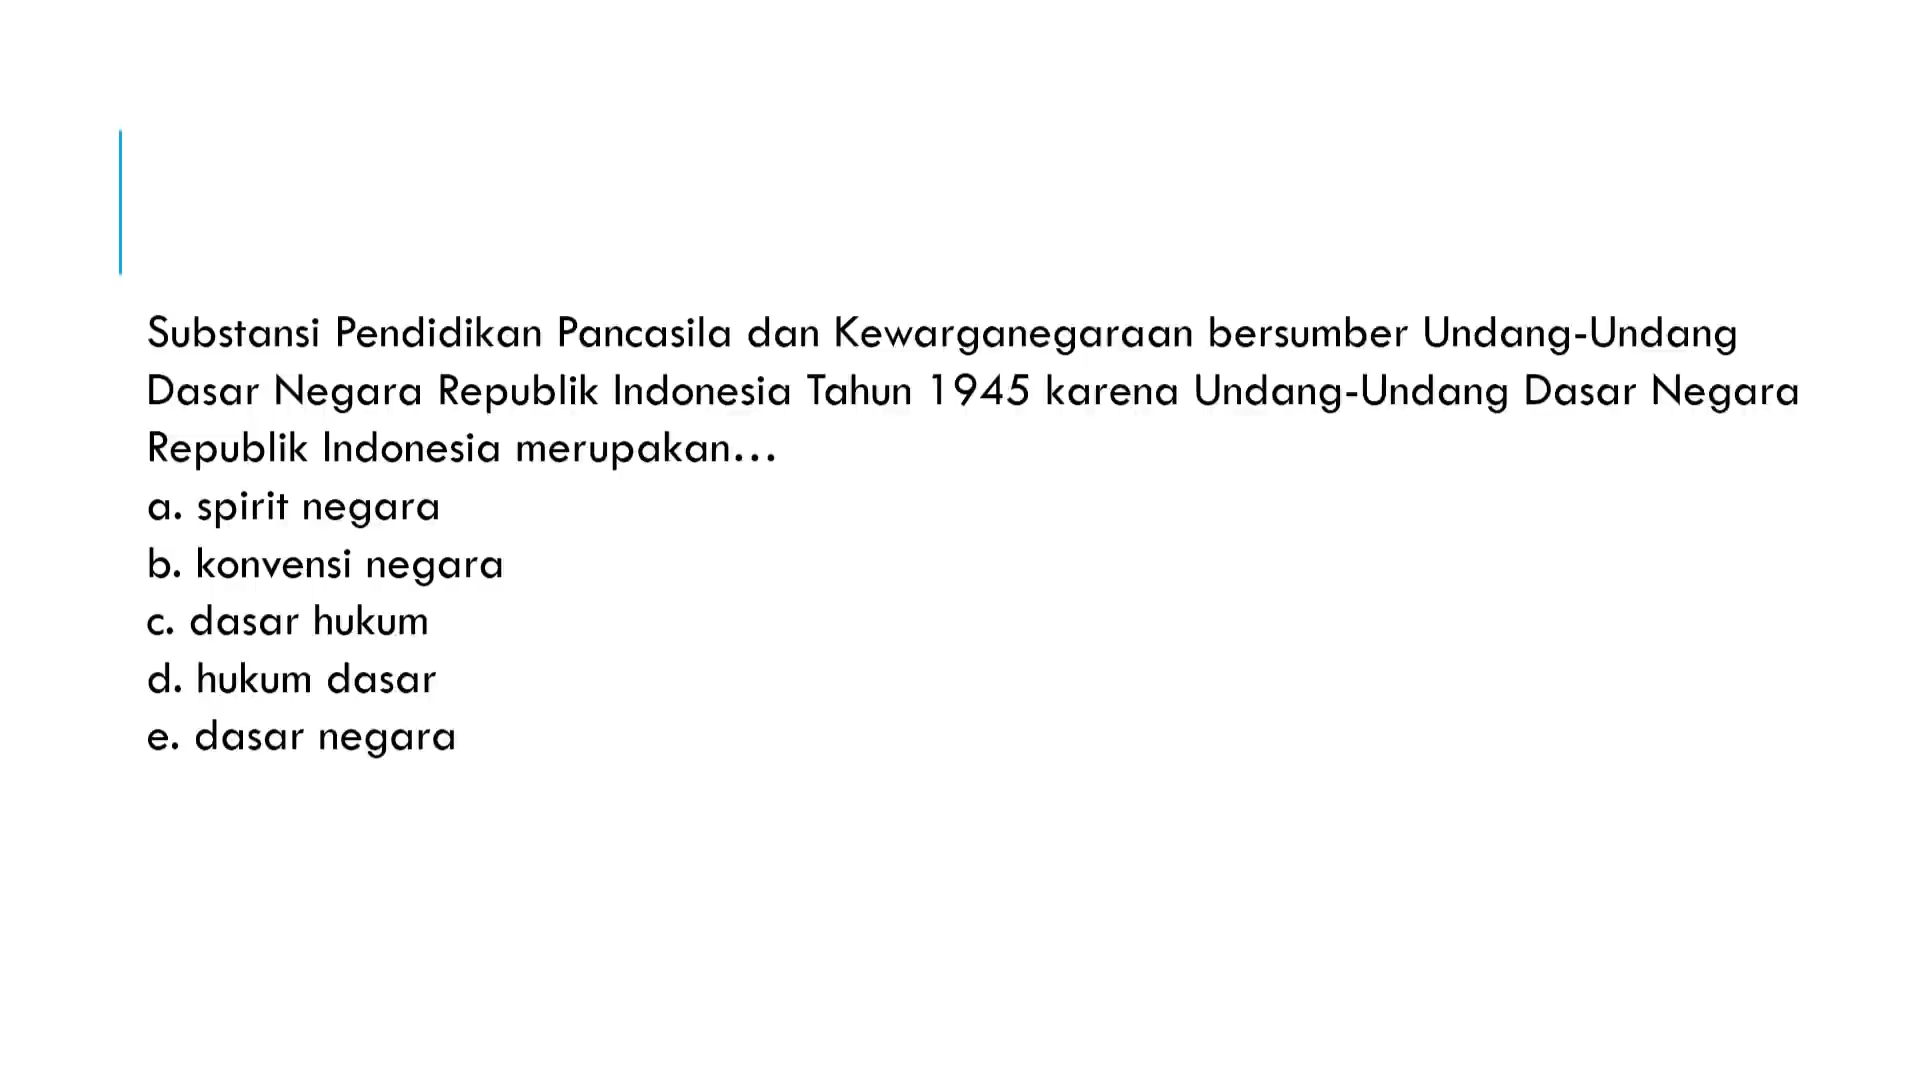 Substansi Pendidikan Pancasila dan Kewarganegaraan bersumber Undang-Undang
Dasar Negara Republik Indonesia Tahun 1945 karena Undang-Undang Dasar Negara
Republik Indonesia merupakan...
a. spirit negara
b. konvensi negara
c. dasar hukum
d. hukum dasar
e. dasar negara